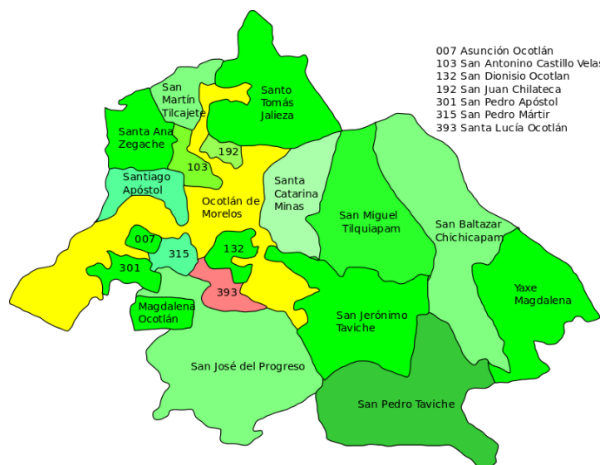 007 Asunción Ocotlán
103 San Antonino Castillo Velas
132 San Dionisio Ocotlan
192 San Juan Chilateca
301 San Pedro Apóstol
315 San Pedro Mártir
393 Santa Lucía Ocotlán
San
Martín
Tilcajete
Santo
Tomás
Jalieza
Santa Ana
Zegache
192
103
Santiago
Apóstol
Ocotlán de
Morelos
Santa
Catarina
Minas
San Miguel
Tilquiapam
San Baltazar
Chichicapam
007
315
132
301
393
Yaxe
Magdalena
Magdalena
Ocotlán
San Jerónimo
Taviche
San José del Progreso
San Pedro Taviche